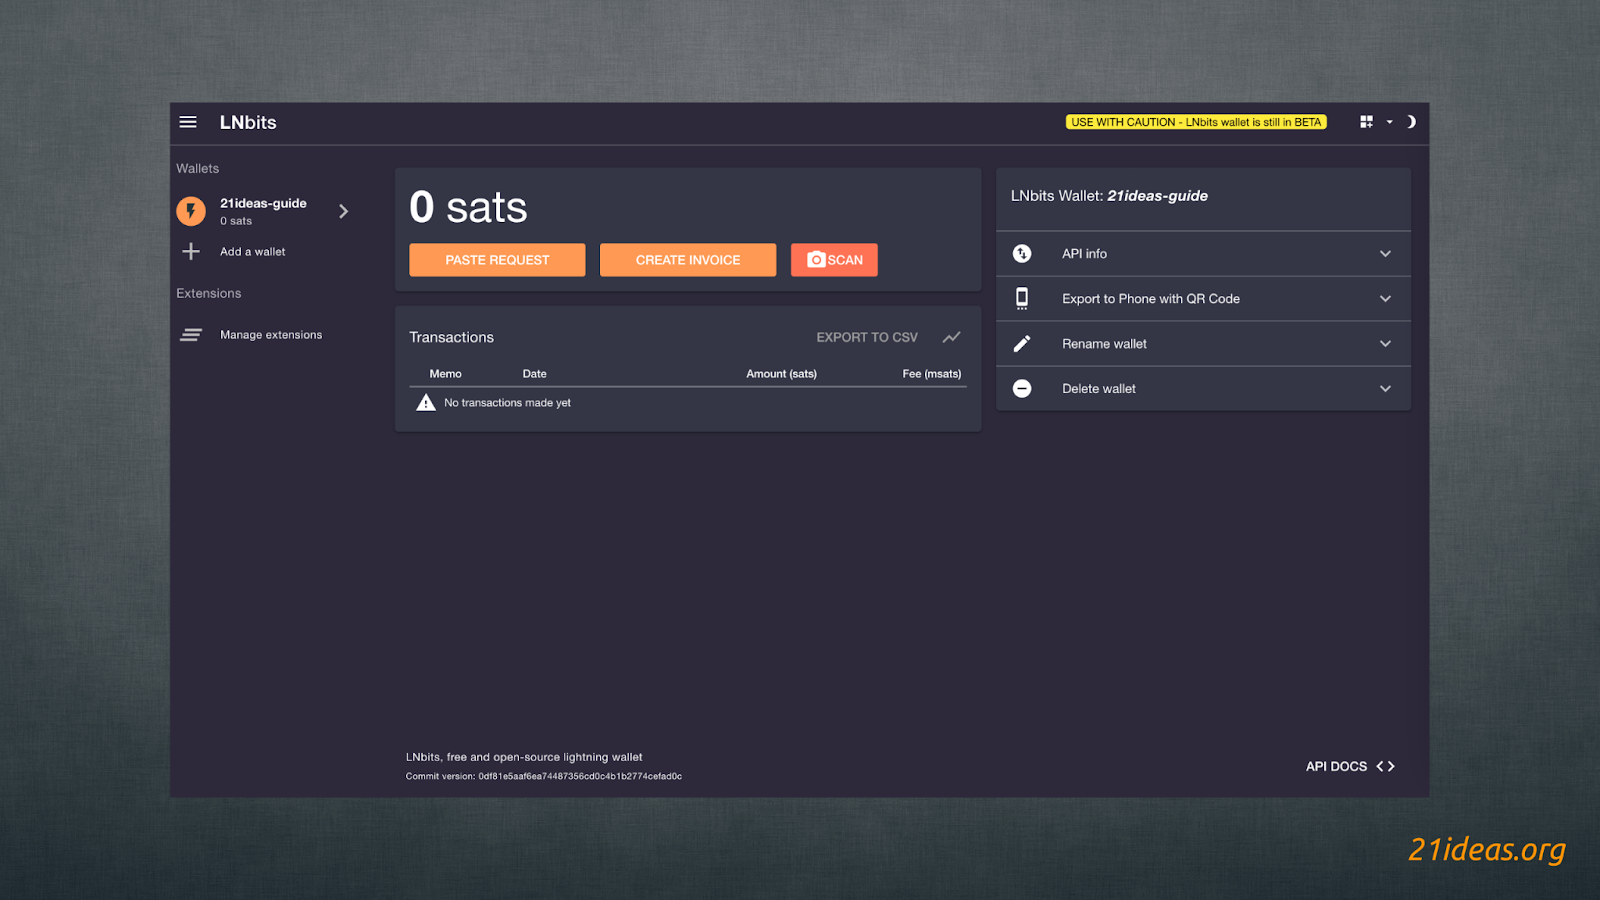 LNbits
USE WITH CAUTION - LNbits wallet is still in BETA
Wallets
21ideas-guide
0 sats
Add a wallet
Extensions
Manage extensions
0 sats
PASTE REQUEST
CREATE INVOICE
SCAN
Transactions
EXPORT TO CSV
Memo Date Amount (sats) Fee (msats)
No transactions made yet
LNbits Wallet: 21ideas-guide
API info
Export to Phone with QR Code
Rename wallet
Delete wallet
LNbits, free and open-source lightning wallet
Commit version: 0df81e5aaf6ea74487356cd0c4b1b2774cefad0c
API DOCS
21ideas.org